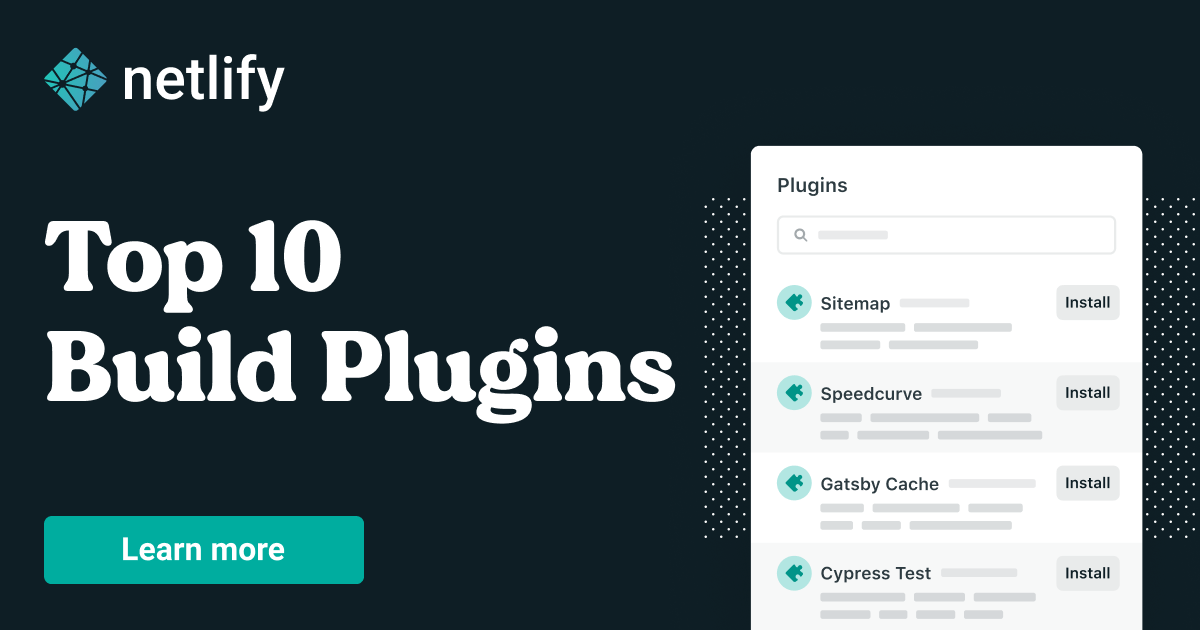 netlify
Top 10
Build Plugins
Learn more
Plugins
Sitemap
Install
Speedcurve
Install
Gatsby Cache
Install
Cypress Test
Install